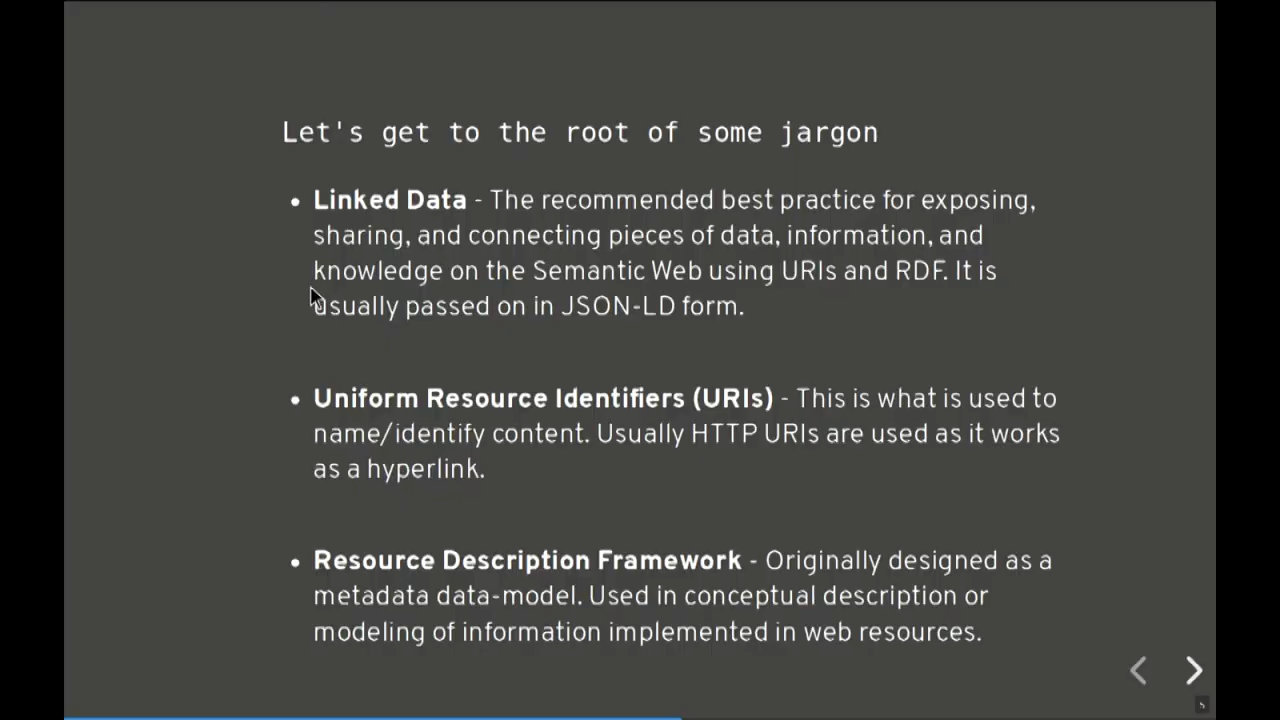 Let's get to the root of some jargon
• Linked Data - The recommended best practice for exposing,
sharing, and connecting pieces of data, information, and
knowledge on the Semantic Web using URIs and RDF. It is
usually passed on in JSON-LD form.
• Uniform Resource Identifiers (URIs) - This is what is used to
name/identify content. Usually HTTP URIs are used as it works
as a hyperlink.
• Resource Description Framework - Originally designed as a
metadata data-model. Used in conceptual description or
modeling of information implemented in web resources.